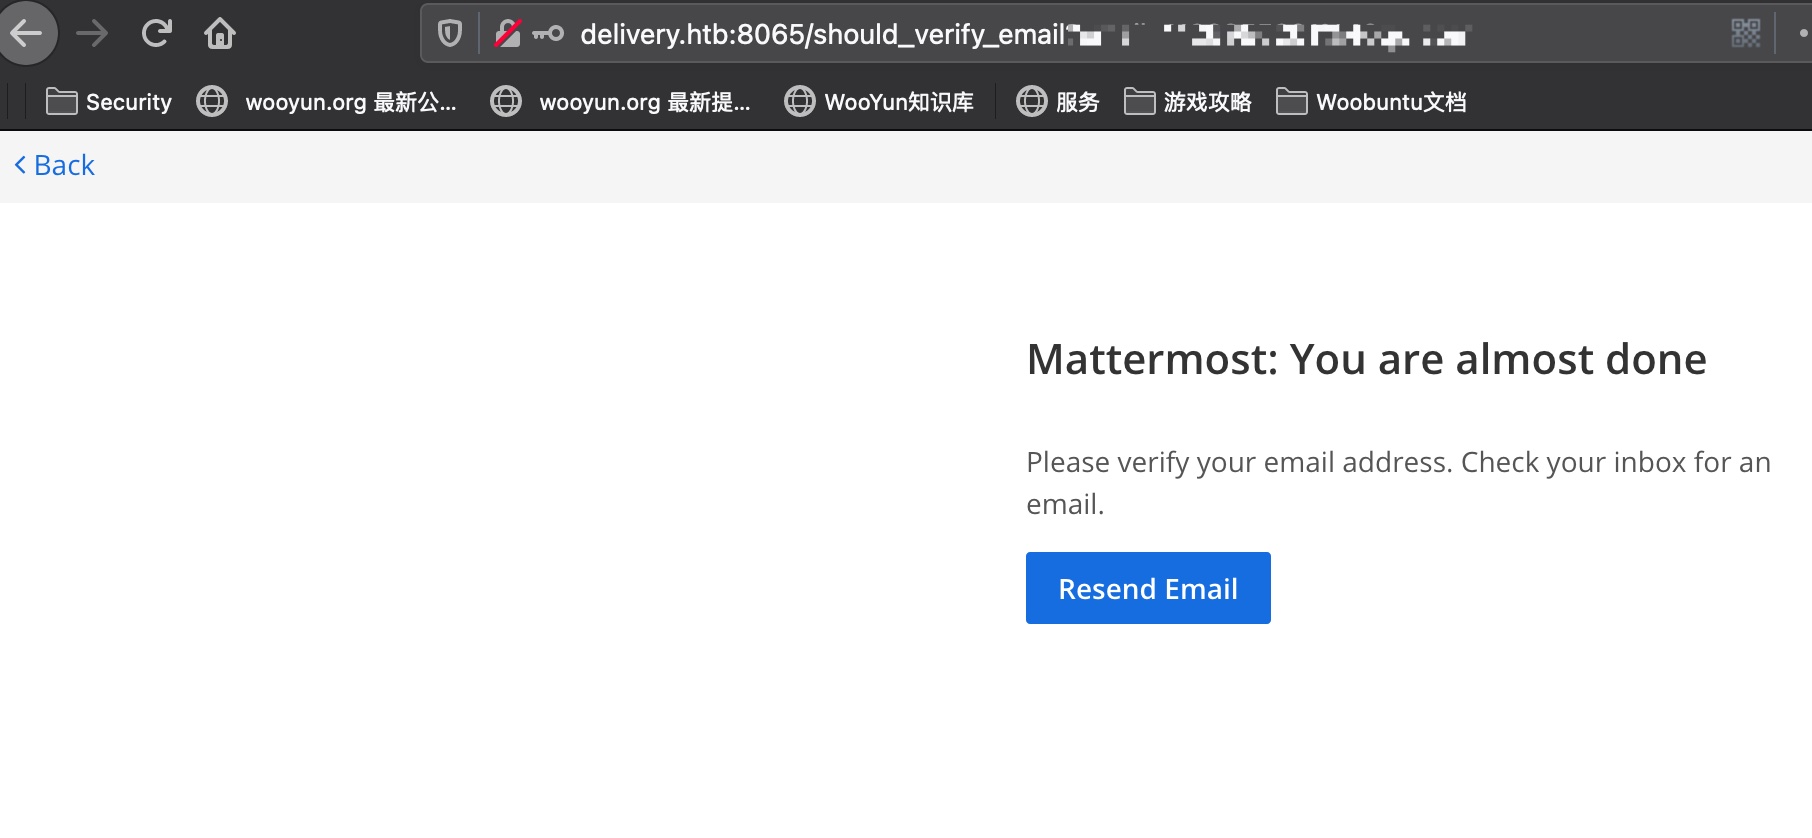 delivery.htb:8065/should_verify_email
Security wooyun.org 最新公... wooyun.org 最新提... WooYun知识库 服务 游戏攻略 Woobuntu文档
Back
Mattermost: You are almost done
Please verify your email address. Check your inbox for an
email.
Resend Email